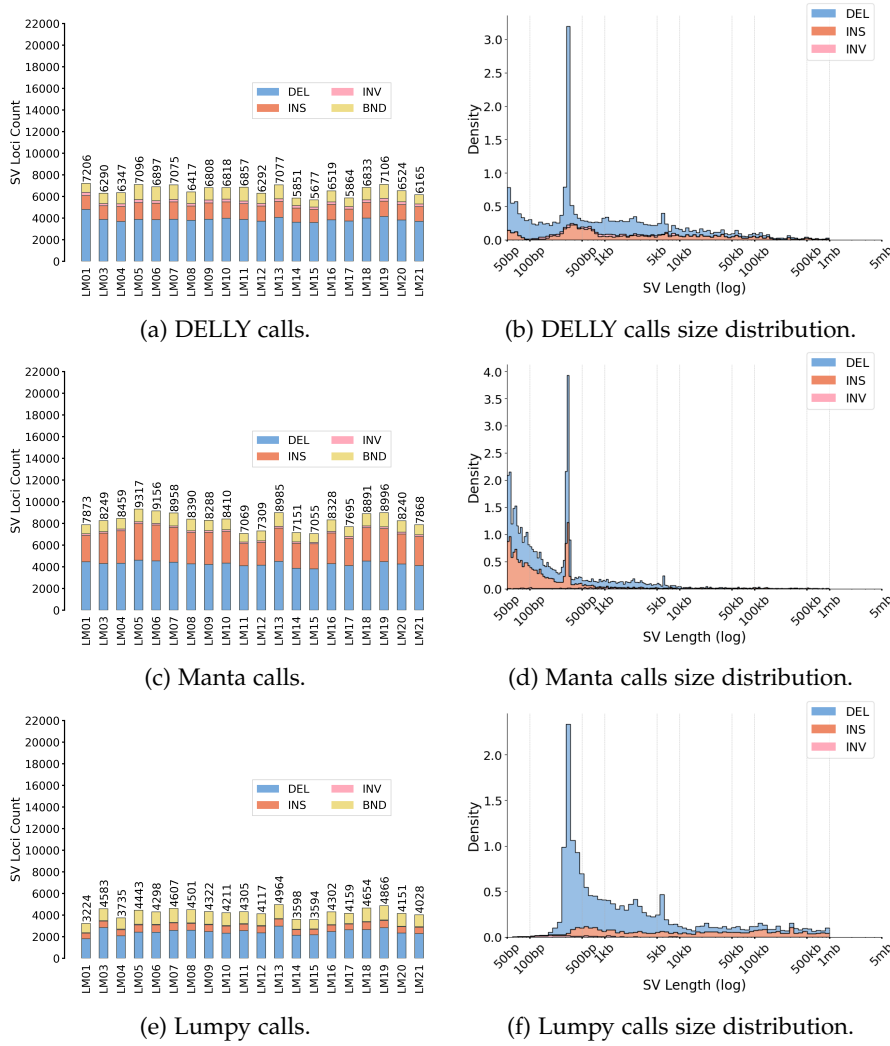 22000
20000
18000
16000
14000
12000
10000
8000
6000
4000
2000
0
SV Loci Count
DEL INV
INS BND
7206 6290 6347 7096 6897 7075 6417 6808 6818 6857 6292 7077 5851 5677 6519 5864 6833 7106 6524 6165
LM01 LM03 LM04 LM05 LM06 LM07 LM08 LM09 LM10 LM11 LM12 LM13 LM14 LM15 LM16 LM17 LM18 LM19 LM20 LM21
(a) DELLY calls.
3.0
2.5
2.0
1.5
1.0
0.5
0.0
Density
DEL
INS
INV
50bp 100bp 500bp 1kb 5kb 10kb 50kb 100kb 500kb 1mb 5mb
SV Length (log)
(b) DELLY calls size distribution.
22000
20000
18000
16000
14000
12000
10000
8000
6000
4000
2000
0
SV Loci Count
DEL INV
INS BND
7873 8249 8459 9317 9156 8958 8390 8288 8410 7069 7309 8985 7151 7055 8328 7695 8891 8996 8240 7868
LM01 LM03 LM04 LM05 LM06 LM07 LM08 LM09 LM10 LM11 LM12 LM13 LM14 LM15 LM16 LM17 LM18 LM19 LM20 LM21
(c) Manta calls.
4.0
3.5
3.0
2.5
2.0
1.5
1.0
0.5
0.0
Density
DEL
INS
INV
50bp 100bp 500bp 1kb 5kb 10kb 50kb 100kb 500kb 1mb 5mb
SV Length (log)
(d) Manta calls size distribution.
22000
20000
18000
16000
14000
12000
10000
8000
6000
4000
2000
0
SV Loci Count
DEL INV
INS BND
3224 4583 3735 4443 4298 4607 4501 4322 4211 4305 4117 4964 3598 3594 4302 4159 4654 4866 4151 4028
LM01 LM03 LM04 LM05 LM06 LM07 LM08 LM09 LM10 LM11 LM12 LM13 LM14 LM15 LM16 LM17 LM18 LM19 LM20 LM21
(e) Lumpy calls.
2.0
1.5
1.0
0.5
0.0
Density
DEL
INS
INV
50bp 100bp 500bp 1kb 5kb 10kb 50kb 100kb 500kb 1mb 5mb
SV Length (log)
(f) Lumpy calls size distribution.